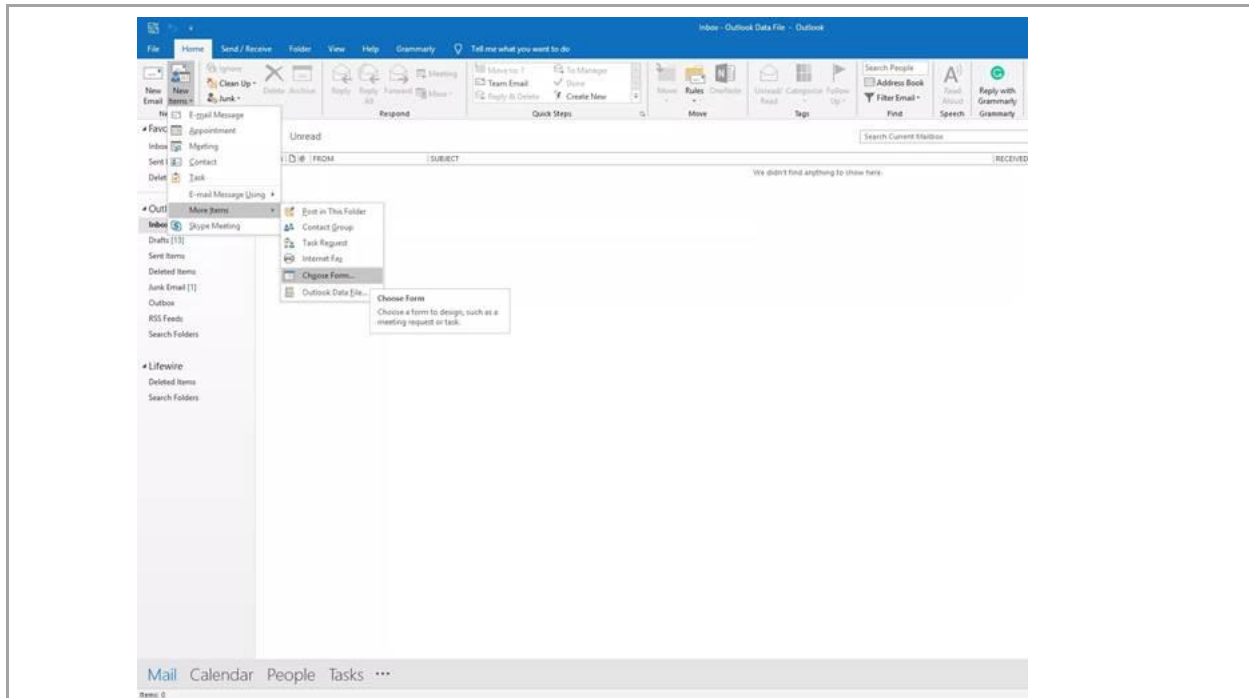 Inbox - Outlook Data File - Outlook
File Home Send / Receive Folder View Help Grammarly Tell me what you want to do
New Email
New Items
Ignore
Clean Up
Junk
Delete Archive
Reply Reply All Forward
Meeting
More
Respond
Move to: ? To Manager
Team Email Done
Reply & Delete Create New
Quick Steps
Move Rules OneNote
Move
Unread/ Read Categorize Follow Up
Tags
Search People
Address Book
Filter Email
Find
Read Aloud
Speech
Reply with Grammarly
Grammarly
E-mail Message
Appointment
Meeting
Contact
Task
E-mail Message Using
More Items
Skype Meeting
Post in This Folder
Contact Group
Task Request
Internet Fax
Choose Form...
Outlook Data File...
Choose Form
Choose a form to design, such as a
meeting request or task.
Unread
Search Current Mailbox
FROM SUBJECT RECEIVED
We didn't find anything to show here.
Favo
Inbox
Sent I
Delet
Outl
Inbox
Drafts [13]
Sent Items
Deleted Items
Junk Email [1]
Outbox
RSS Feeds
Search Folders
Lifewire
Deleted Items
Search Folders
Mail Calendar People Tasks ...
Items: 0